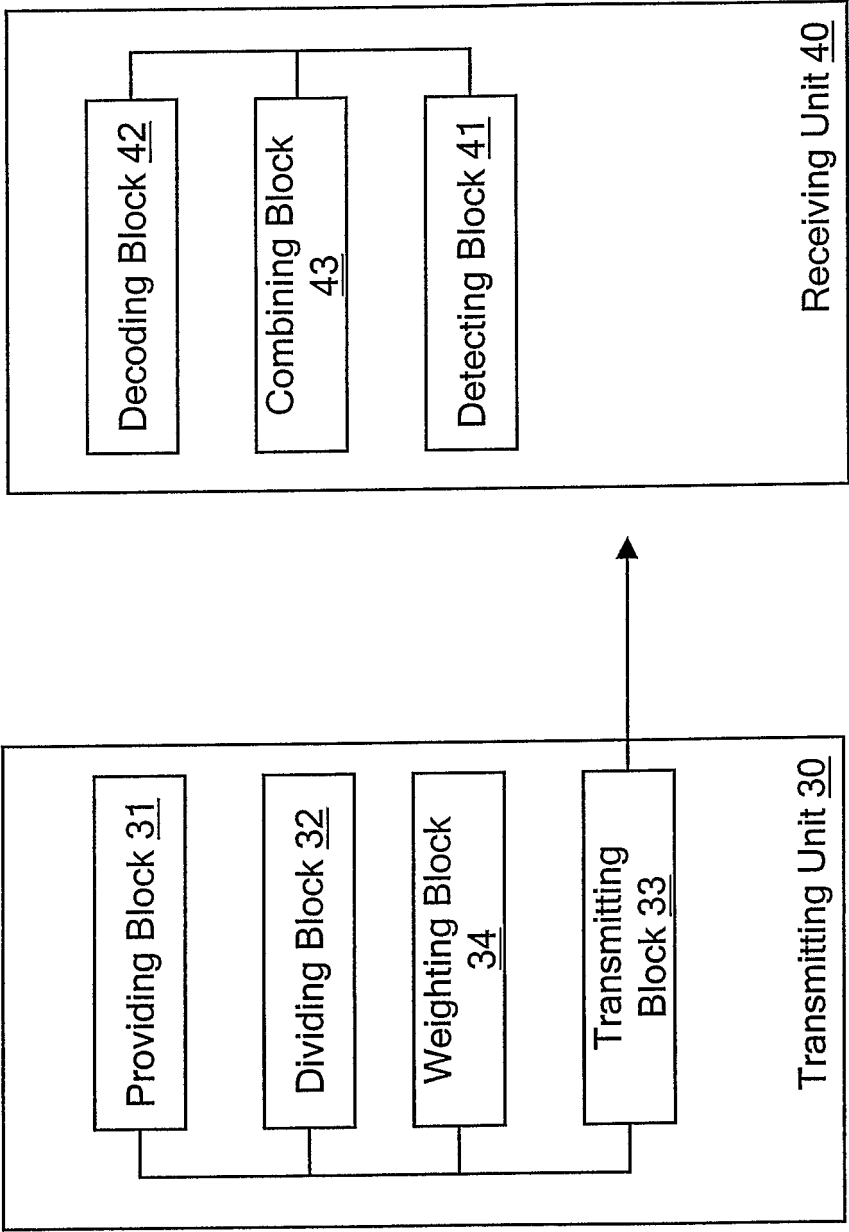 Providing Block 31
Dividing Block 32
Weighting Block
34
Transmitting
Block 33
Transmitting Unit 30
Decoding Block 42
Combining Block
43
Detecting Block 41
Receiving Unit 40